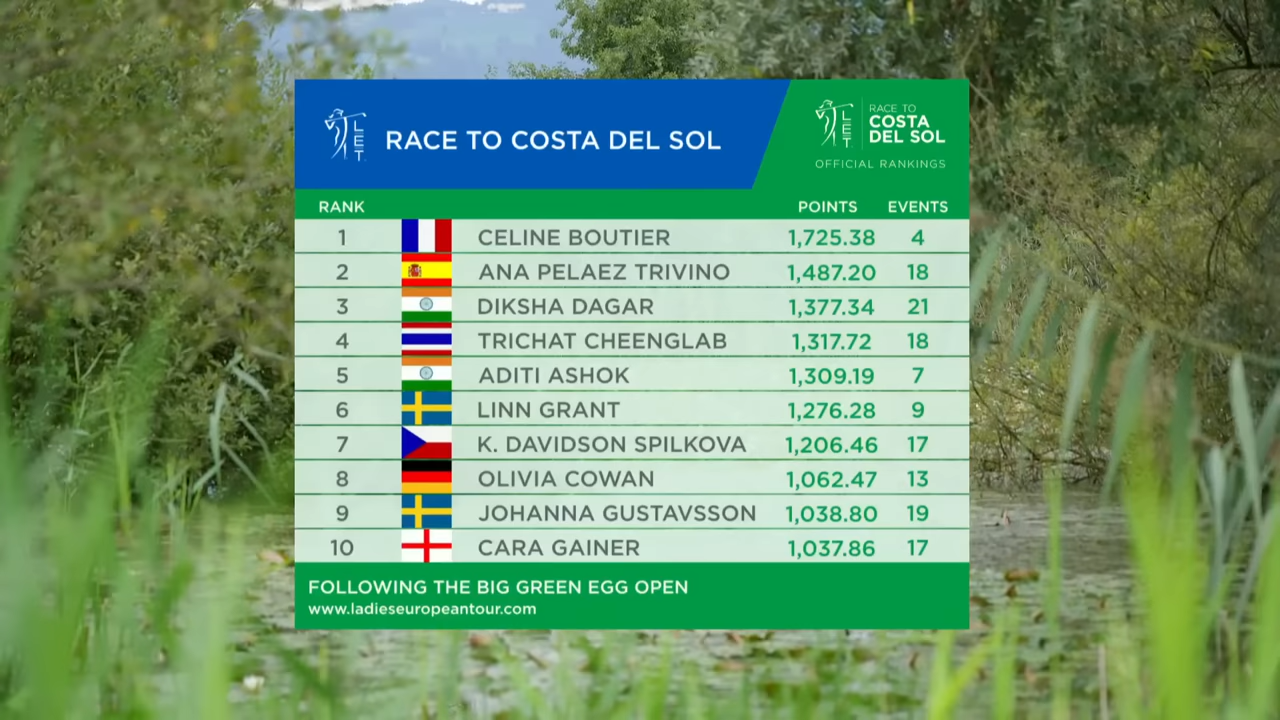 LET
RACE TO COSTA DEL SOL
LET
RACE TO
COSTA
DEL SOL
OFFICIAL RANKINGS
RANK POINTS EVENTS
1 CELINE BOUTIER 1,725.38 4
2 ANA PELAEZ TRIVINO 1,487.20 18
3 DIKSHA DAGAR 1,377.34 21
4 TRICHAT CHEENGLAB 1,317.72 18
5 ADITI ASHOK 1,309.19 7
6 LINN GRANT 1,276.28 9
7 K. DAVIDSON SPILKOVA 1,206.46 17
8 OLIVIA COWAN 1,062.47 13
9 JOHANNA GUSTAVSSON 1,038.80 19
10 CARA GAINER 1,037.86 17
FOLLOWING THE BIG GREEN EGG OPEN
www.ladieseuropeantour.com